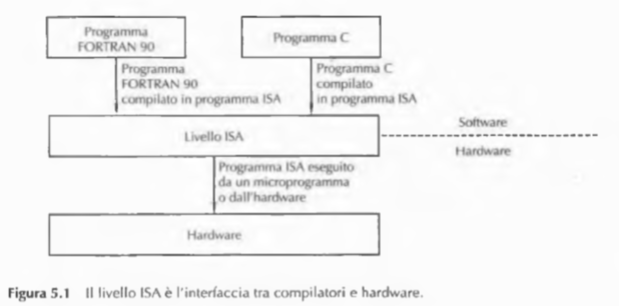 Programma
FORTRAN 90
Programma C
Programma
FORTRAN 90
compilato in programma ISA
Programma C
compilato
in programma ISA
Livello ISA
Software
Hardware
Programma ISA eseguito
da un microprogramma
o dall'hardware
Hardware
Figura 5.1 Il livello ISA è l'interfaccia tra compilatori e hardware.